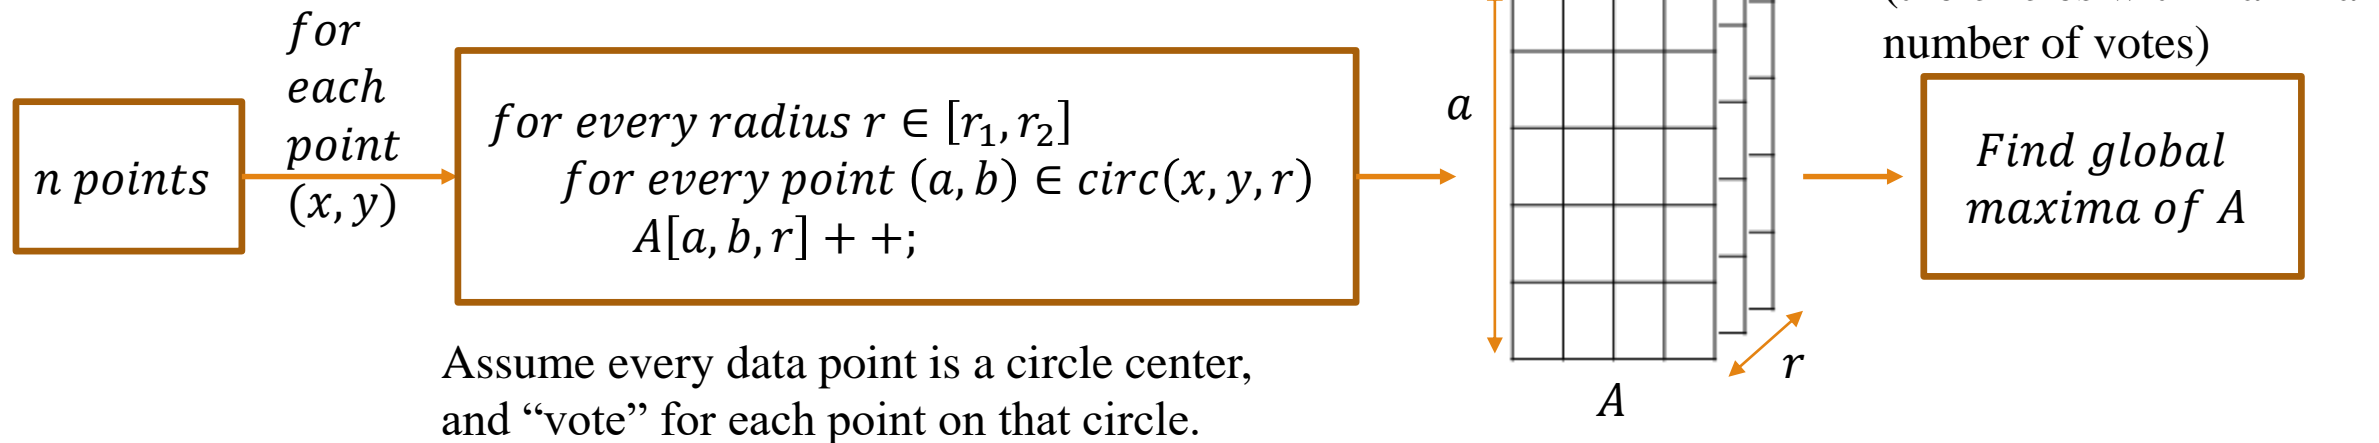 for
each
point
(x, y)
n points
for every radius r ∈ [r₁, r₂]
for every point (a, b) ∈ circ(x, y, r)
A[a, b, r] + +;
Assume every data point is a circle center,
and “vote” for each point on that circle.
a
A
r
number of votes)
Find global
maxima of A